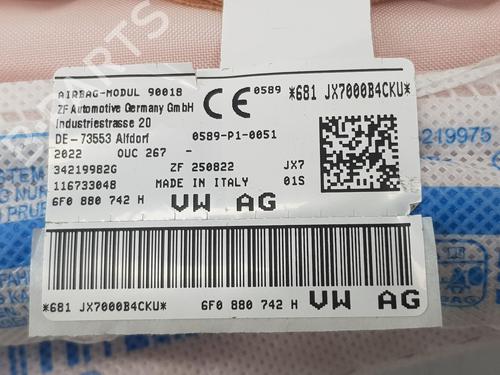 AIRBAG-MODUL 90018
ZF Automotive Germany GmbH
Industriestrasse 20
DE - 73553 Alfdorf
CE 0589
*681 JX7000B4CKU*
0589-P1-0051
2022 OUC 267 -
34219982G ZF 250822 JX7
116733048 MADE IN ITALY 01S
6F0 880 742 H VW AG
219975
*681 JX7000B4CKU* 6F0 880 742 H VW AG